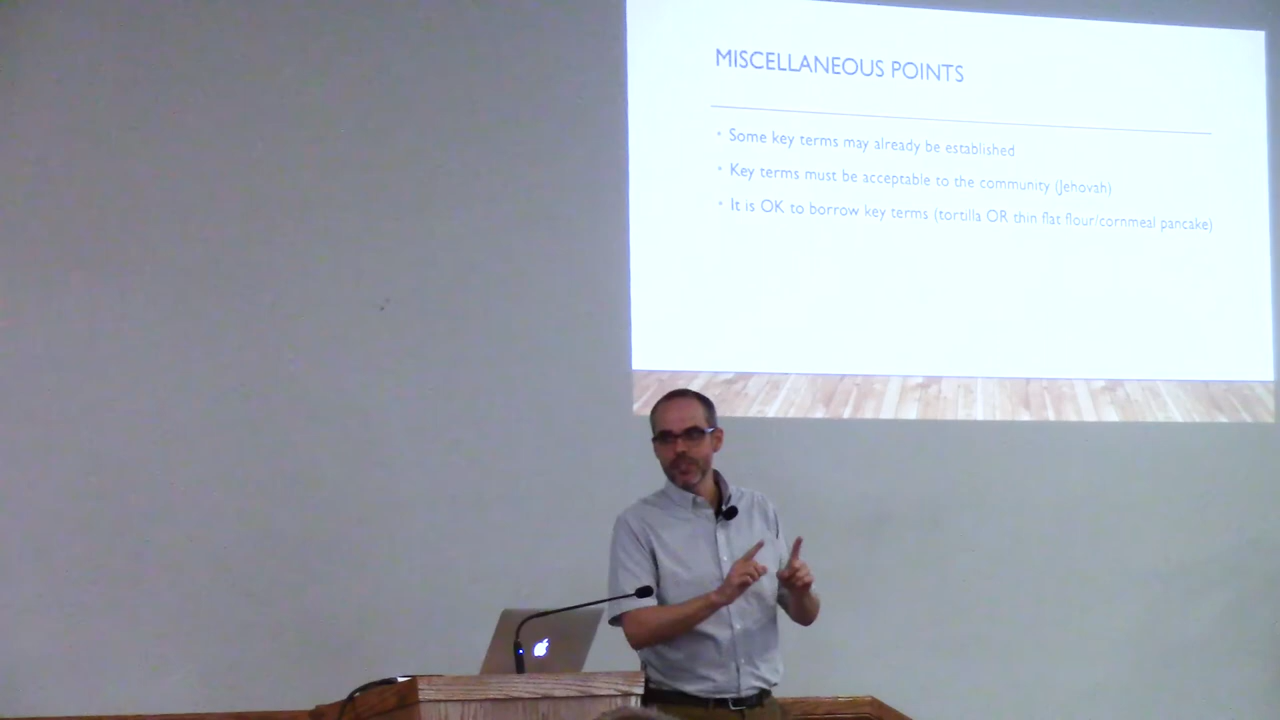 MISCELLANEOUS POINTS
• Some key terms may already be established
• Key terms must be acceptable to the community (Jehovah)
• It is OK to borrow key terms (tortilla OR thin flat flour/cornmeal pancake)